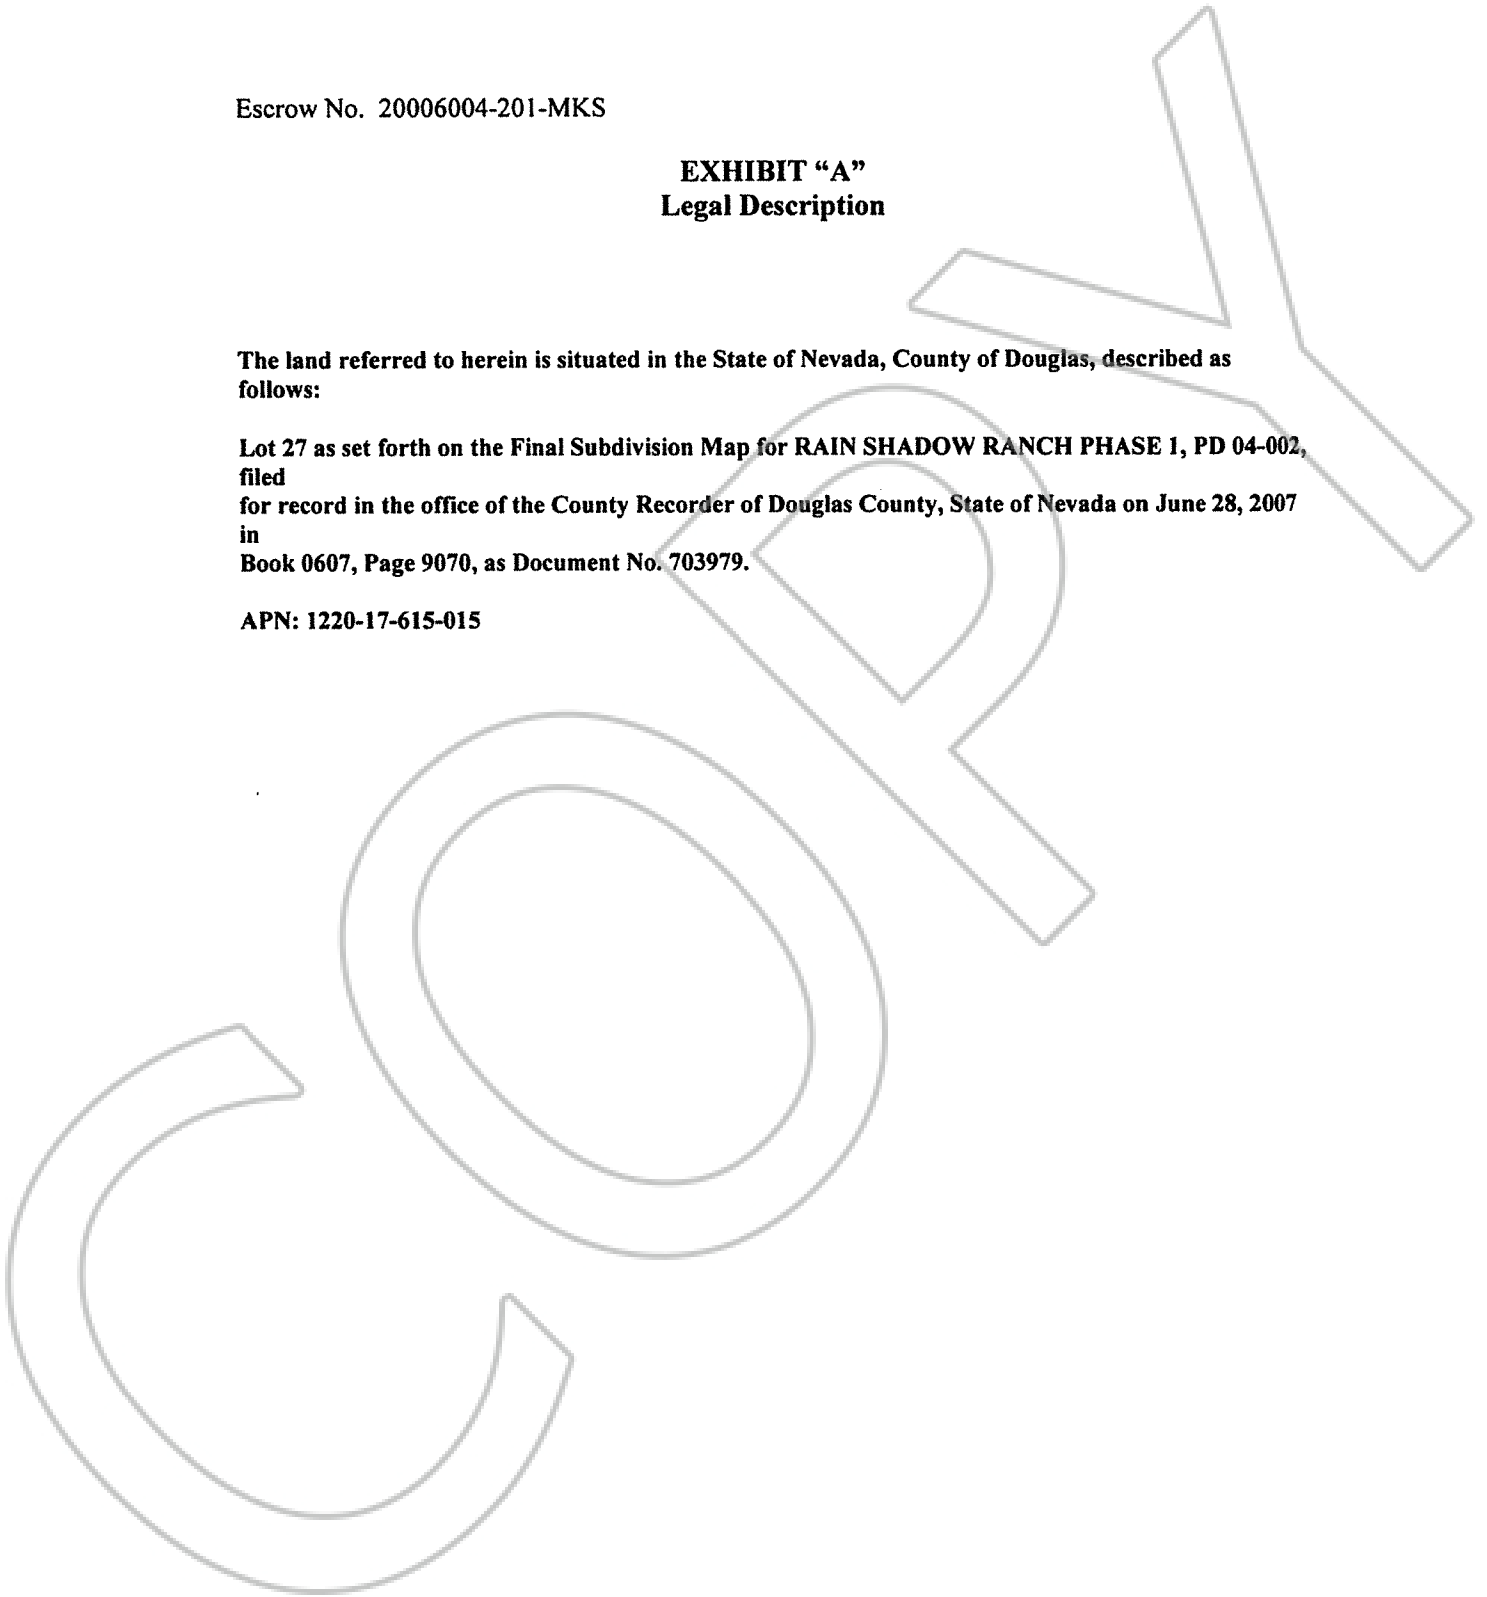 Escrow No. 20006004-201-MKS
EXHIBIT “A”
Legal Description
The land referred to herein is situated in the State of Nevada, County of Douglas, described as
follows:
Lot 27 as set forth on the Final Subdivision Map for RAIN SHADOW RANCH PHASE 1, PD 04-002,
filed
for record in the office of the County Recorder of Douglas County, State of Nevada on June 28, 2007
in
Book 0607, Page 9070, as Document No. 703979.
APN: 1220-17-615-015
COPY